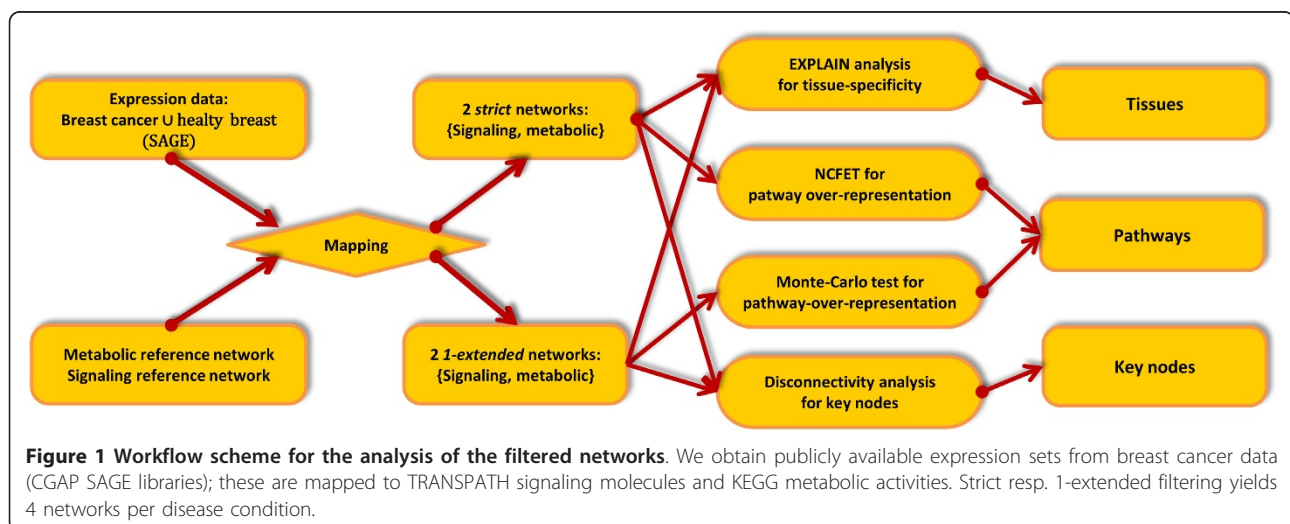 Expression data:
Breast cancer ∪ healty breast
(SAGE)
Metabolic reference network
Signaling reference network
Mapping
2 strict networks:
{Signaling, metabolic}
2 1-extended networks:
{Signaling, metabolic}
EXPLAIN analysis
for tissue-specificity
NCFET for
patway over-representation
Monte-Carlo test for
pathway-over-representation
Disconnectivity analysis
for key nodes
Tissues
Pathways
Key nodes
Figure 1 Workflow scheme for the analysis of the filtered networks. We obtain publicly available expression sets from breast cancer data
(CGAP SAGE libraries); these are mapped to TRANSPATH signaling molecules and KEGG metabolic activities. Strict resp. 1-extended filtering yields
4 networks per disease condition.